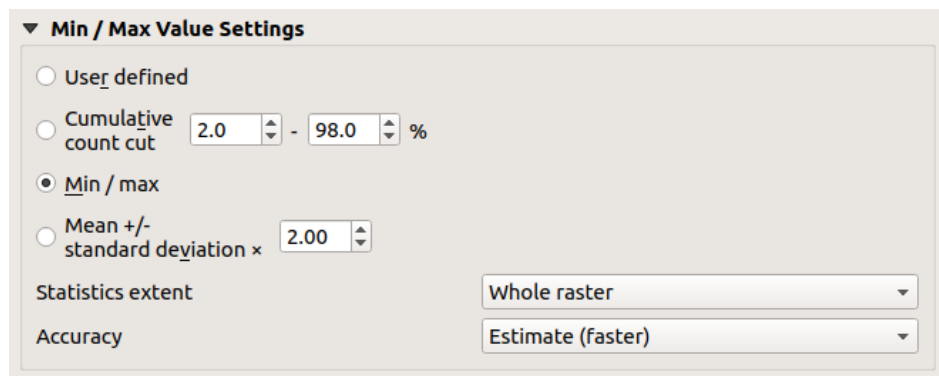 Min / Max Value Settings
User defined
Cumulative
count cut 2.0 - 98.0 %
Min / max
Mean +/-
standard deviation × 2.00
Statistics extent Whole raster
Accuracy Estimate (faster)